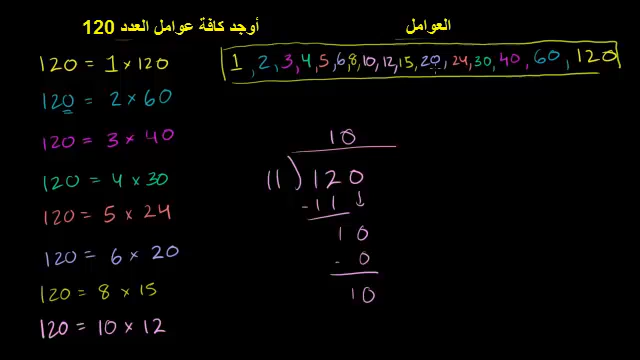 أوجد كافة عوامل العدد 120
العوامل
1, 2, 3, 4, 5, 6, 8, 10, 12, 15, 20, 24, 30, 40, 60, 120
120 = 1 × 120
120 = 2 × 60
120 = 3 × 40
120 = 4 × 30
120 = 5 × 24
120 = 6 × 20
120 = 8 × 15
120 = 10 × 12
10
11 ) 120
- 11 ↓
10
- 0
10